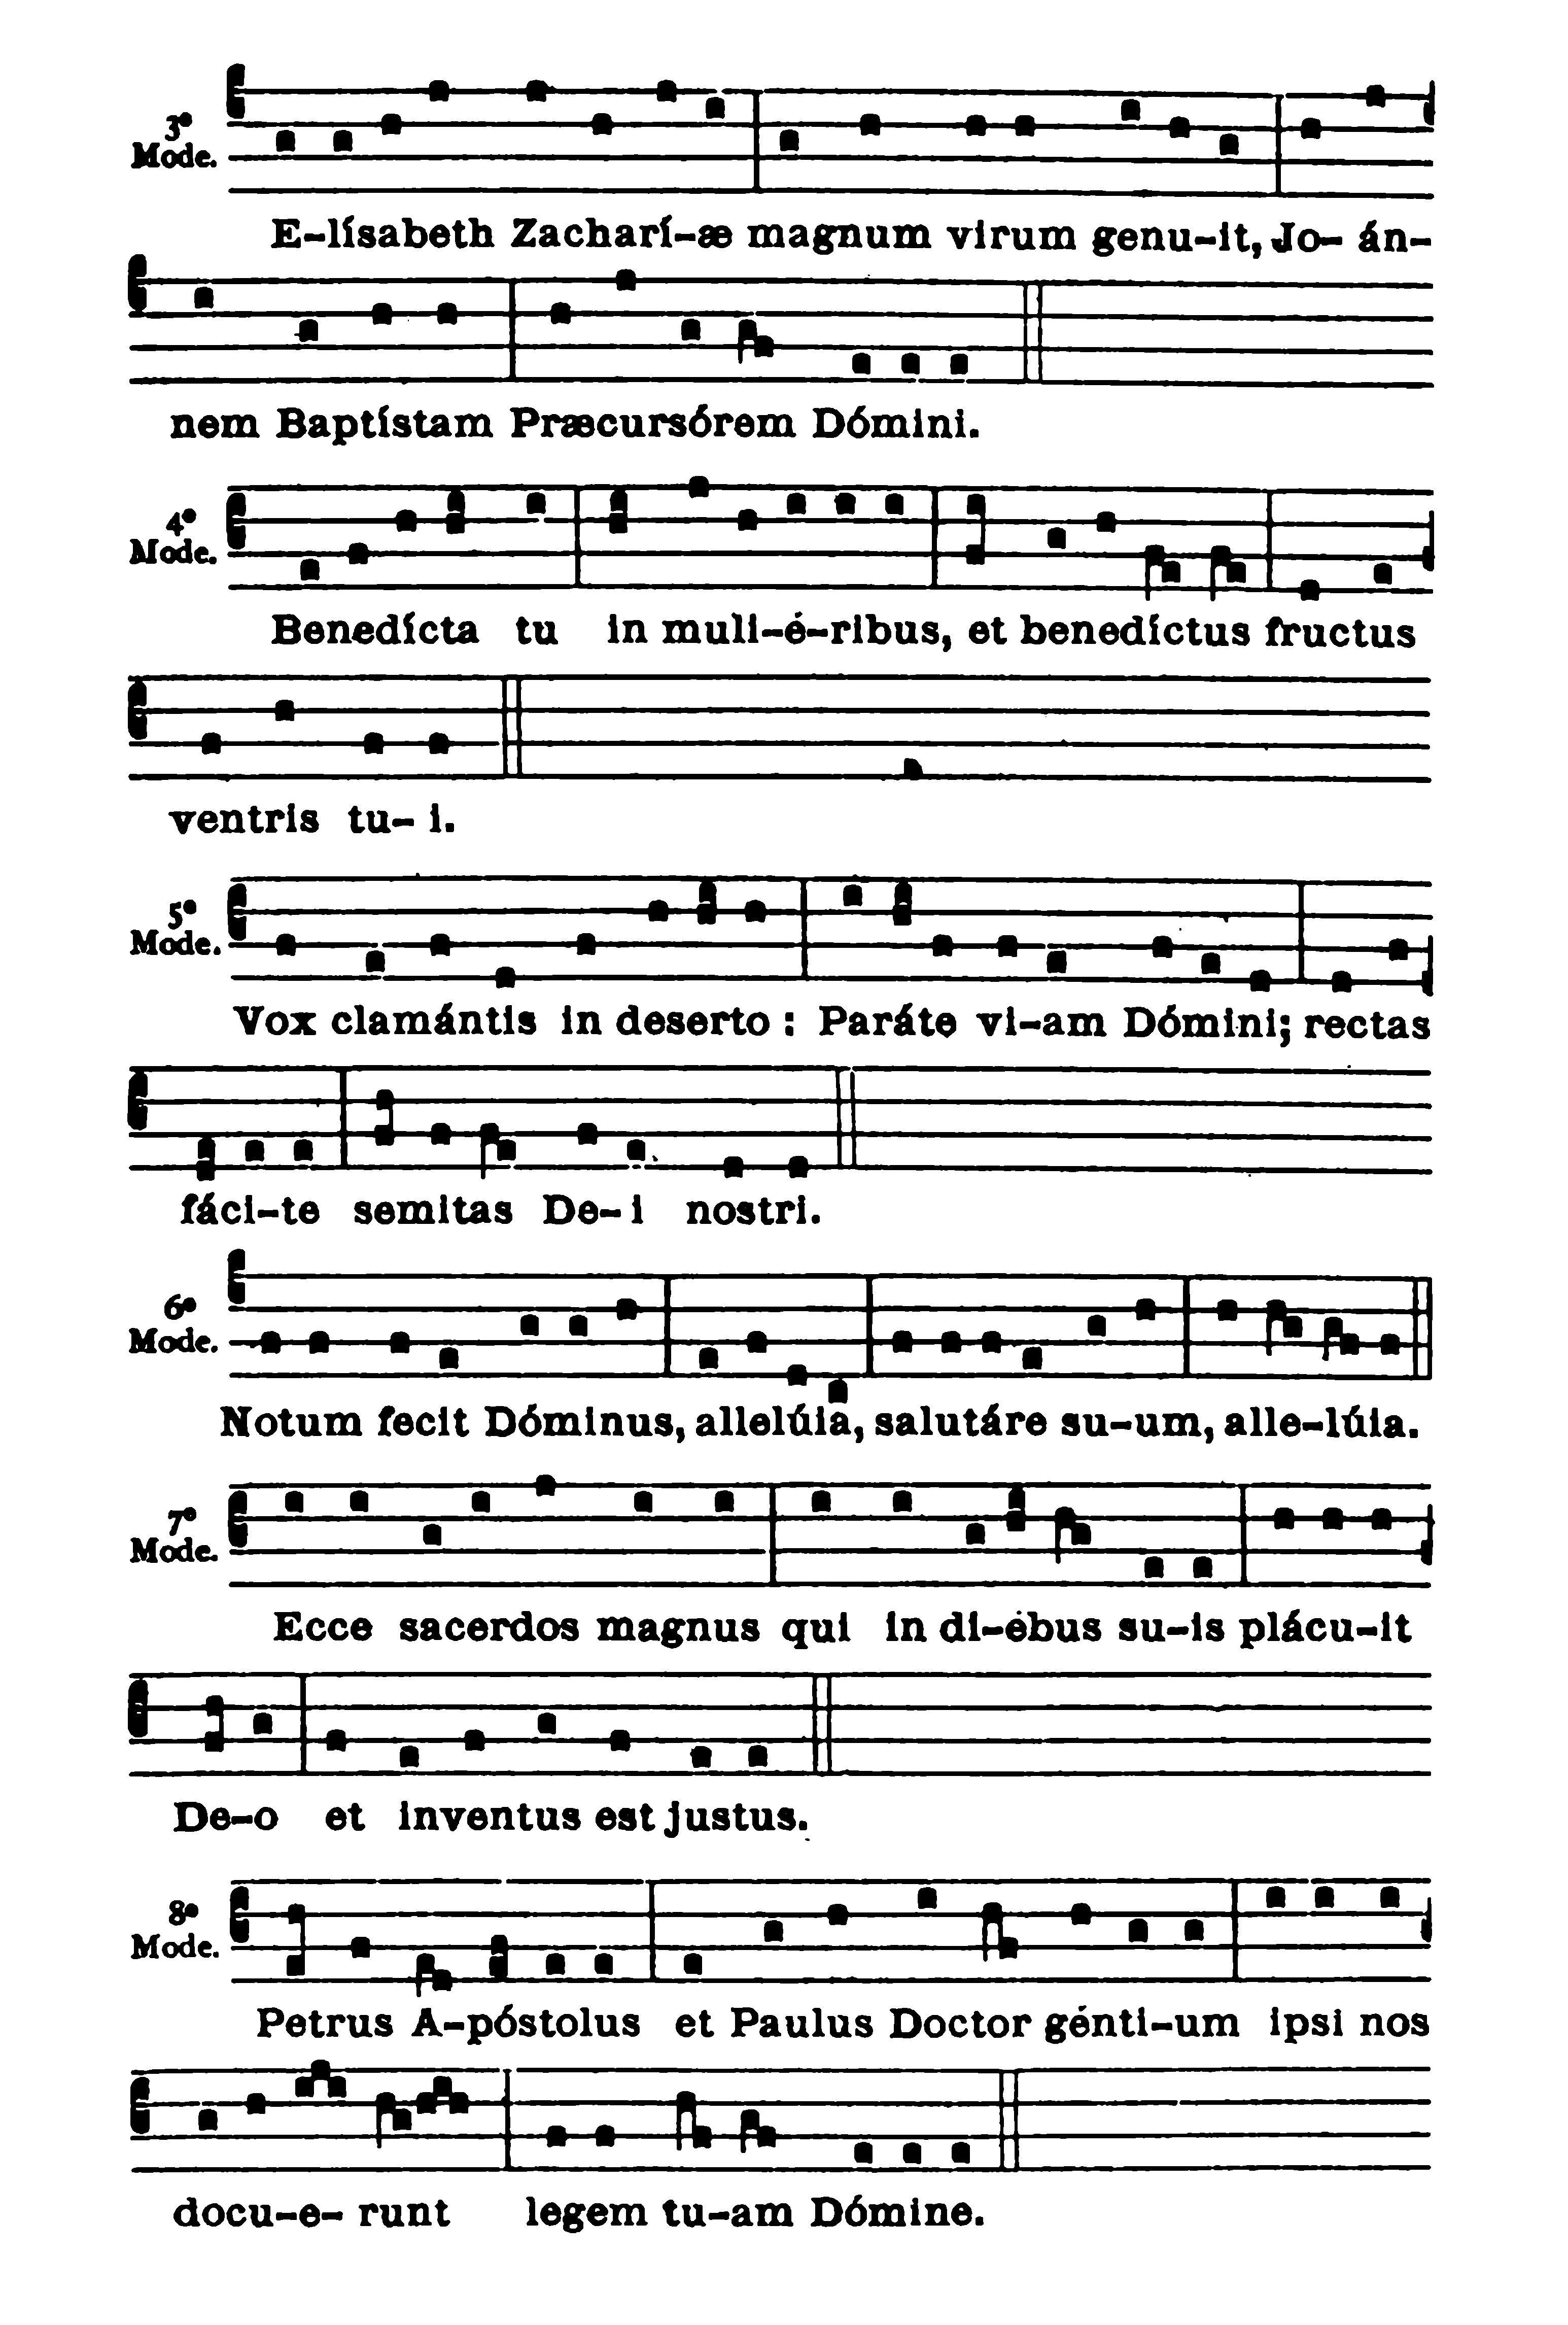 3e
Mode.
E-lísabeth Zacharí-æ magnum virum genu-it, Jo- án-
nem Baptístam Præcursórem Dómini.
4e
Mode.
Benedícta tu in muli-é-ribus, et benedíctus fructus
ventris tu- i.
5e
Mode.
Vox clamántis in deserto : Paráte vi-am Dómini; rectas
fáci-te semitas De- i nostri.
6e
Mode.
Notum fecit Dóminus, allelúia, salutáre su-um, alle-lúia.
7e
Mode.
Ecce sacerdos magnus qui in di-ébus su-is plácu-it
De-o et inventus est justus.
8e
Mode.
Petrus A-póstolus et Paulus Doctor génti-um ipsi nos
docu-e- runt legem tu-am Dómine.